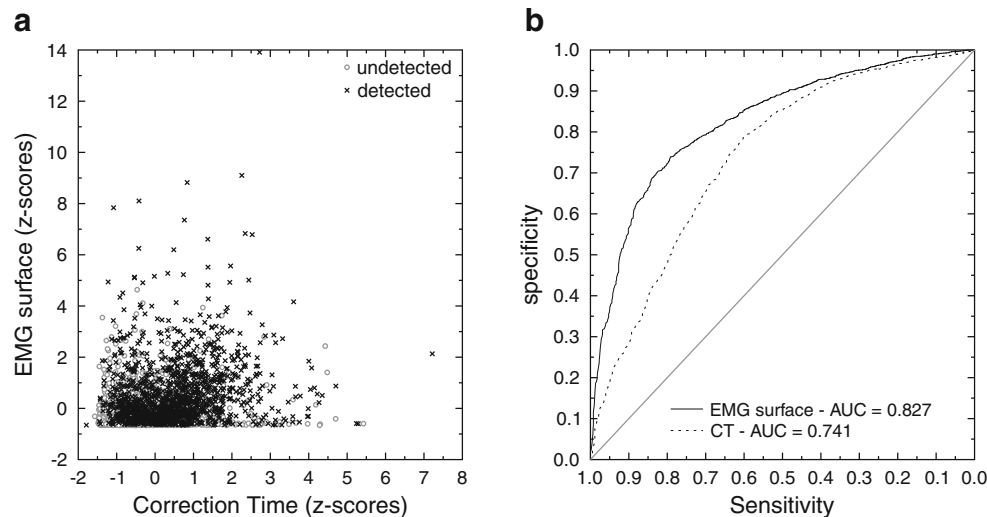 a
EMG surface (z-scores)
14
12
10
8
6
4
2
0
-2
-2 -1 0 1 2 3 4 5 6 7 8
Correction Time (z-scores)
undetected
detected
b
specificity
1.0
0.9
0.8
0.7
0.6
0.5
0.4
0.3
0.2
0.1
0.0
1.0 0.9 0.8 0.7 0.6 0.5 0.4 0.3 0.2 0.1 0.0
Sensitivity
EMG surface - AUC = 0.827
CT - AUC = 0.741